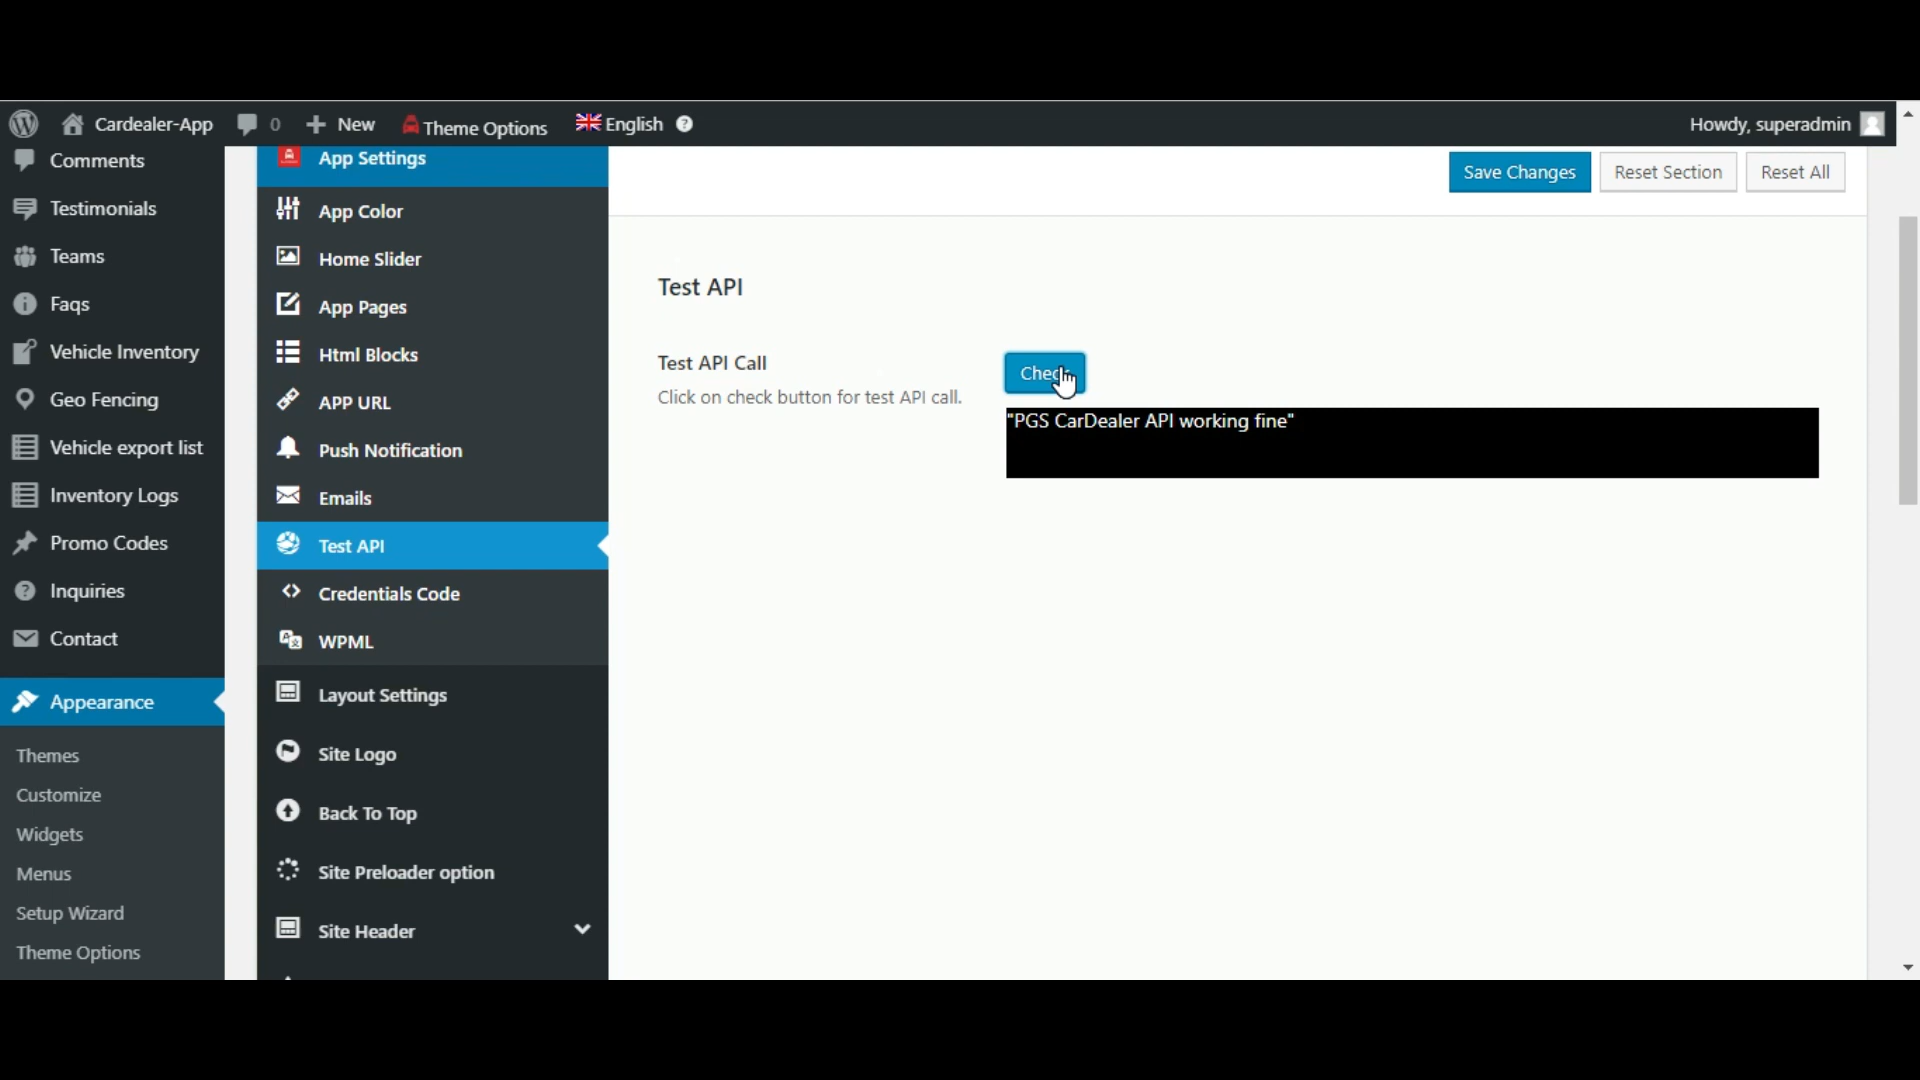 Cardealer-App 0 New Theme Options English Howdy, superadmin
Comments
Testimonials
Teams
Faqs
Vehicle Inventory
Geo Fencing
Vehicle export list
Inventory Logs
Promo Codes
Inquiries
Contact
Appearance
Themes
Customize
Widgets
Menus
Setup Wizard
Theme Options
App Settings
App Color
Home Slider
App Pages
Html Blocks
APP URL
Push Notification
Emails
Test API
Credentials Code
WPML
Layout Settings
Site Logo
Back To Top
Site Preloader option
Site Header
Save Changes Reset Section Reset All
Test API
Test API Call
Click on check button for test API call.
Check
"PGS CarDealer API working fine"